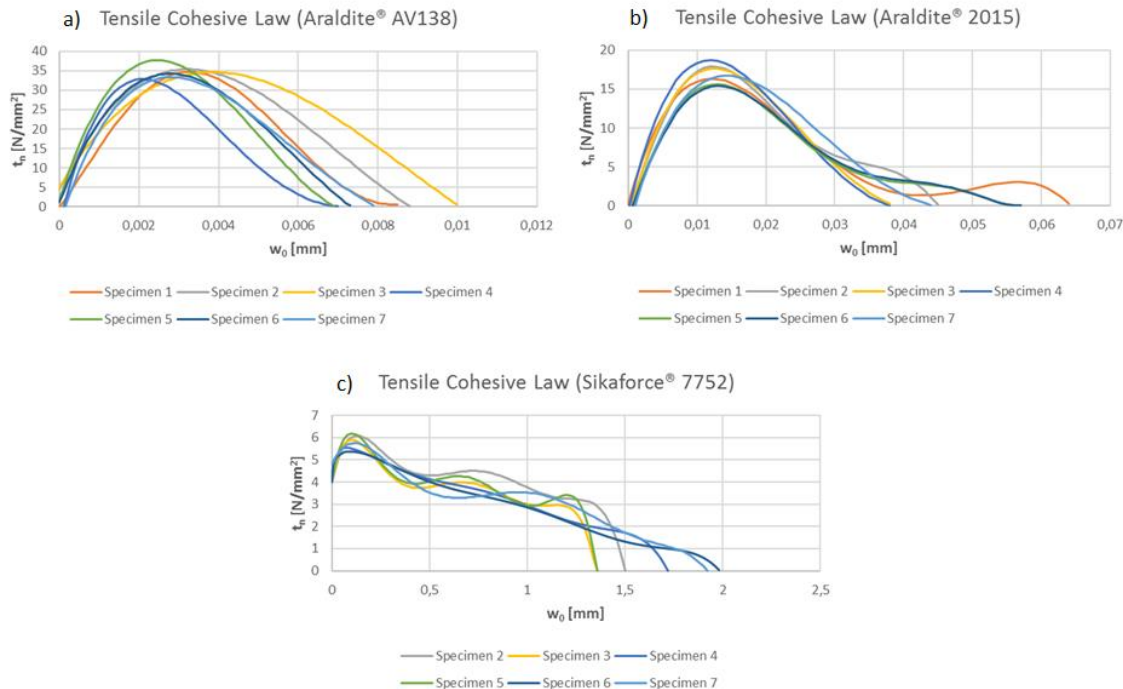 a) Tensile Cohesive Law (Araldite® AV138)
40
35
30
25
20
15
10
5
0
tn [N/mm²]
0
0,002
0,004
0,006
0,008
0,01
0,012
w0 [mm]
Specimen 1 Specimen 2 Specimen 3 Specimen 4
Specimen 5 Specimen 6 Specimen 7
b) Tensile Cohesive Law (Araldite® 2015)
20
15
10
5
0
tn [N/mm²]
0
0,01
0,02
0,03
0,04
0,05
0,06
0,07
w0 [mm]
Specimen 1 Specimen 2 Specimen 3 Specimen 4
Specimen 5 Specimen 6 Specimen 7
c) Tensile Cohesive Law (Sikaforce® 7752)
7
6
5
4
3
2
1
0
tn [N/mm²]
0
0,5
1
1,5
2
2,5
w0 [mm]
Specimen 2 Specimen 3 Specimen 4
Specimen 5 Specimen 6 Specimen 7